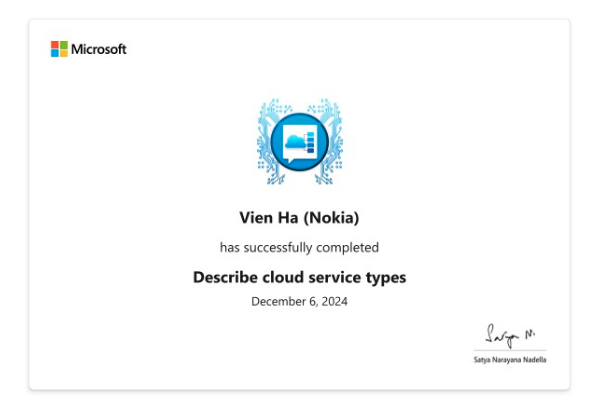 Microsoft
Vien Ha (Nokia)
has successfully completed
Describe cloud service types
December 6, 2024
Satya N.
Satya Narayana Nadella